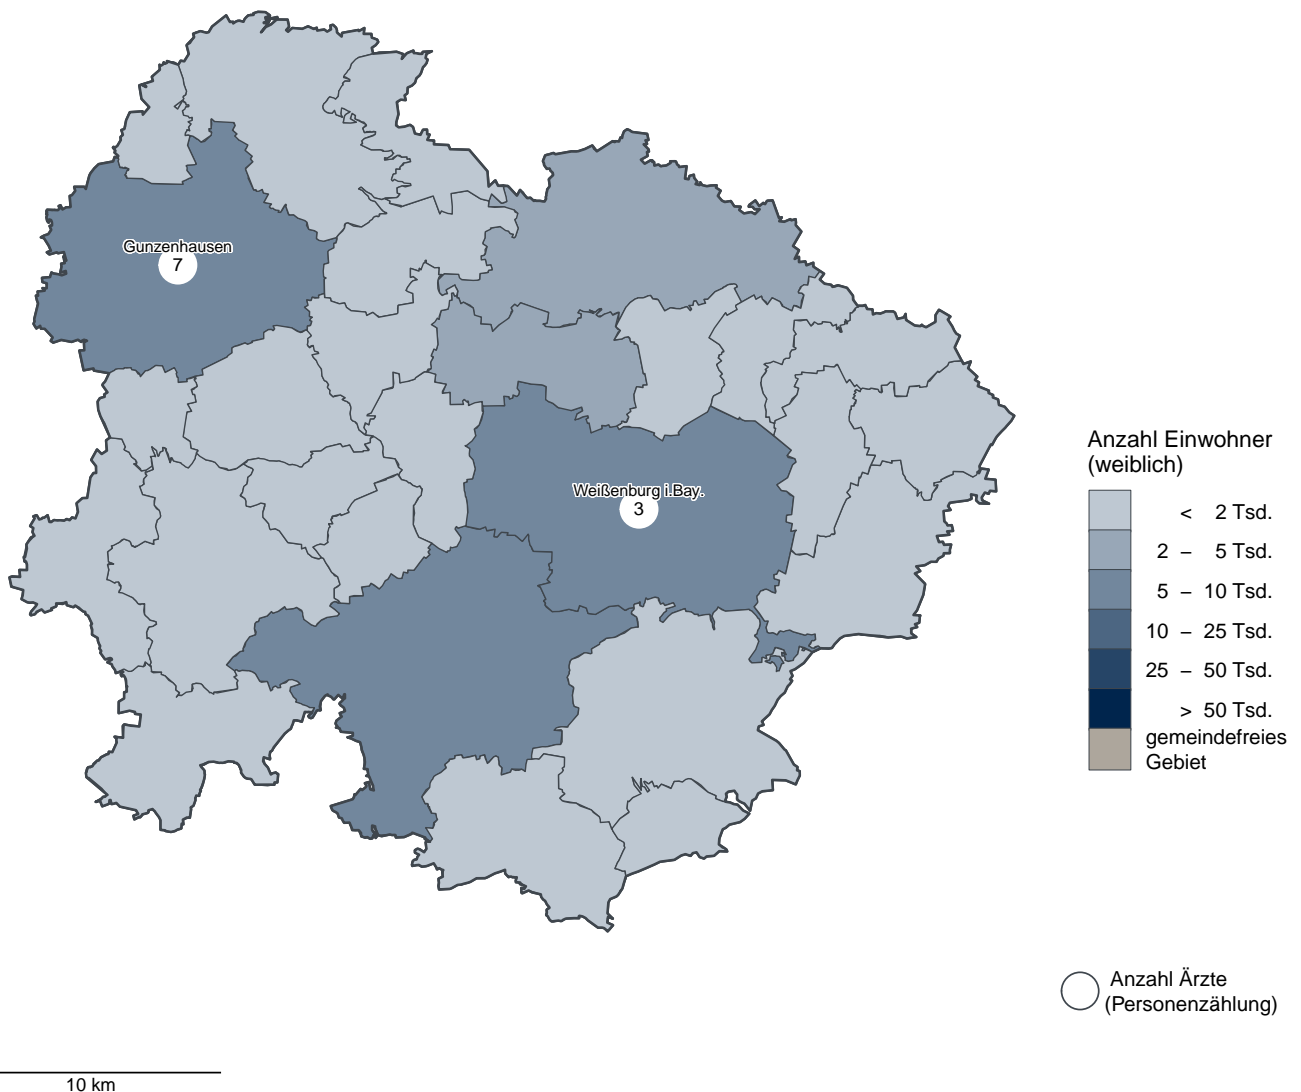 Gunzenhausen
7
Weißenburg i.Bay.
3
Anzahl Einwohner
(weiblich)
< 2 Tsd.
2 – 5 Tsd.
5 – 10 Tsd.
10 – 25 Tsd.
25 – 50 Tsd.
> 50 Tsd.
gemeindefreies
Gebiet
Anzahl Ärzte
(Personenzählung)
10 km